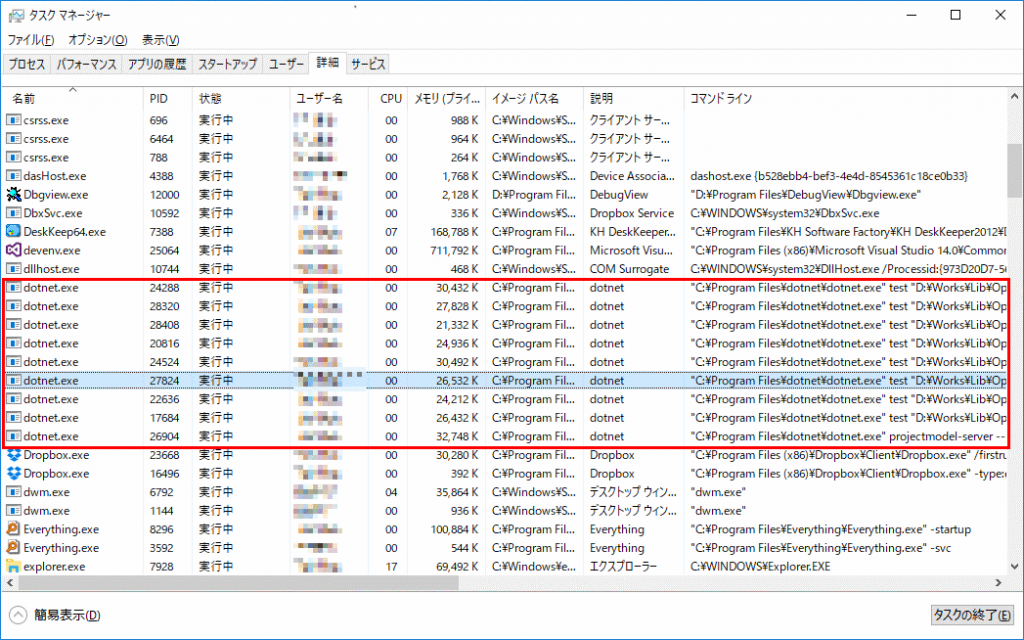 タスク マネージャー
ファイル(F) オプション(O) 表示(V)
プロセス パフォーマンス アプリの履歴 スタートアップ ユーザー 詳細 サービス
名前 PID 状態 ユーザー名 CPU メモリ (プライ... イメージ パス名 説明 コマンド ライン
csrss.exe 696 実行中 00 988 K C:¥Windows¥S... クライアント サー...
csrss.exe 6464 実行中 00 964 K C:¥Windows¥S... クライアント サー...
csrss.exe 788 実行中 00 264 K C:¥Windows¥S... クライアント サー...
dasHost.exe 4388 実行中 00 1,768 K C:¥Windows¥S... Device Associa... dashost.exe {b528ebb4-bef3-4e4d-8545361c18ce0b33}
Dbgview.exe 12000 実行中 00 2,128 K D:¥Program Fil... DebugView "D:¥Program Files¥DebugView¥Dbgview.exe"
DbxSvc.exe 10592 実行中 00 336 K C:¥Windows¥S... Dropbox Service C:¥WINDOWS¥system32¥DbxSvc.exe
DeskKeep64.exe 7388 実行中 07 168,788 K C:¥Program Fil... KH DeskKeeper... "C:¥Program Files¥KH Software Factory¥KH DeskKeeper2012¥D
devenv.exe 25064 実行中 00 711,792 K C:¥Program Fil... Microsoft Visu... "C:¥Program Files (x86)¥Microsoft Visual Studio 14.0¥Common
dllhost.exe 10744 実行中 00 468 K C:¥Windows¥S... COM Surrogate C:¥WINDOWS¥system32¥DllHost.exe /Processid:{973D20D7-56
dotnet.exe 24288 実行中 00 30,432 K C:¥Program Fil... dotnet "C:¥Program Files¥dotnet¥dotnet.exe" test "D:¥Works¥Lib¥Op
dotnet.exe 28320 実行中 00 27,828 K C:¥Program Fil... dotnet "C:¥Program Files¥dotnet¥dotnet.exe" test "D:¥Works¥Lib¥Op
dotnet.exe 28408 実行中 00 21,332 K C:¥Program Fil... dotnet "C:¥Program Files¥dotnet¥dotnet.exe" test "D:¥Works¥Lib¥Op
dotnet.exe 20816 実行中 00 24,936 K C:¥Program Fil... dotnet "C:¥Program Files¥dotnet¥dotnet.exe" test "D:¥Works¥Lib¥Op
dotnet.exe 24524 実行中 00 30,492 K C:¥Program Fil... dotnet "C:¥Program Files¥dotnet¥dotnet.exe" test "D:¥Works¥Lib¥Op
dotnet.exe 27824 実行中 00 26,532 K C:¥Program Fil... dotnet "C:¥Program Files¥dotnet¥dotnet.exe" test "D:¥Works¥Lib¥Op
dotnet.exe 22636 実行中 00 24,212 K C:¥Program Fil... dotnet "C:¥Program Files¥dotnet¥dotnet.exe" test "D:¥Works¥Lib¥Op
dotnet.exe 17684 実行中 00 26,432 K C:¥Program Fil... dotnet "C:¥Program Files¥dotnet¥dotnet.exe" test "D:¥Works¥Lib¥Op
dotnet.exe 26904 実行中 00 32,748 K C:¥Program Fil... dotnet "C:¥Program Files¥dotnet¥dotnet.exe" projectmodel-server --
Dropbox.exe 23668 実行中 00 30,280 K C:¥Program Fil... Dropbox "C:¥Program Files (x86)¥Dropbox¥Client¥Dropbox.exe" /firstru
Dropbox.exe 16496 実行中 00 392 K C:¥Program Fil... Dropbox "C:¥Program Files (x86)¥Dropbox¥Client¥Dropbox.exe" -type:e
dwm.exe 6792 実行中 04 35,864 K C:¥Windows¥S... デスクトップ ウィン... "dwm.exe"
dwm.exe 1144 実行中 00 936 K C:¥Windows¥S... デスクトップ ウィン... "dwm.exe"
Everything.exe 8296 実行中 00 100,884 K C:¥Program Fil... Everything "C:¥Program Files¥Everything¥Everything.exe" -startup
Everything.exe 3592 実行中 00 544 K C:¥Program Fil... Everything "C:¥Program Files¥Everything¥Everything.exe" -svc
explorer.exe 7928 実行中 17 69,492 K C:¥Windows¥e... エクスプローラー C:¥WINDOWS¥Explorer.EXE
簡易表示(D) タスクの終了(E)